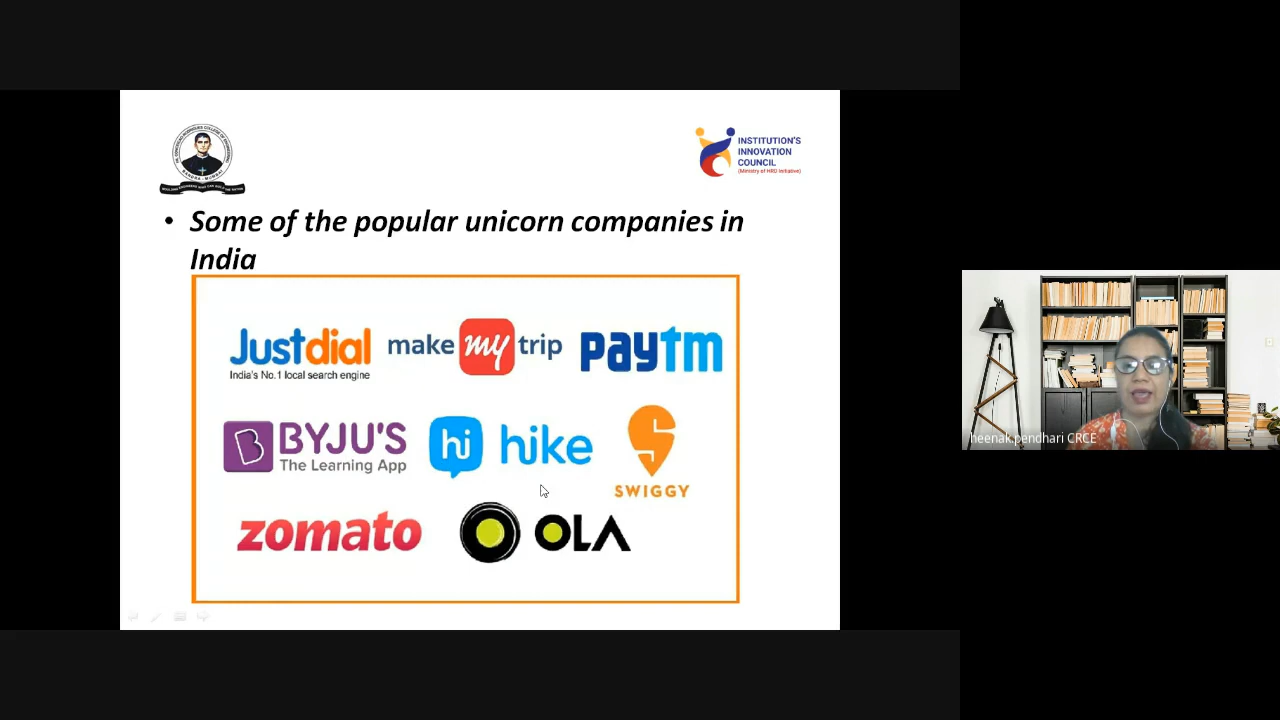 INSTITUTION'S
INNOVATION
COUNCIL
(Ministry of HRD Initiative)
• Some of the popular unicorn companies in
India
Justdial
India's No.1 local search engine
make my trip
paytm
BYJU'S
The Learning App
hi hike
SWIGGY
zomato
OLA
heenak.pendhari CRCE